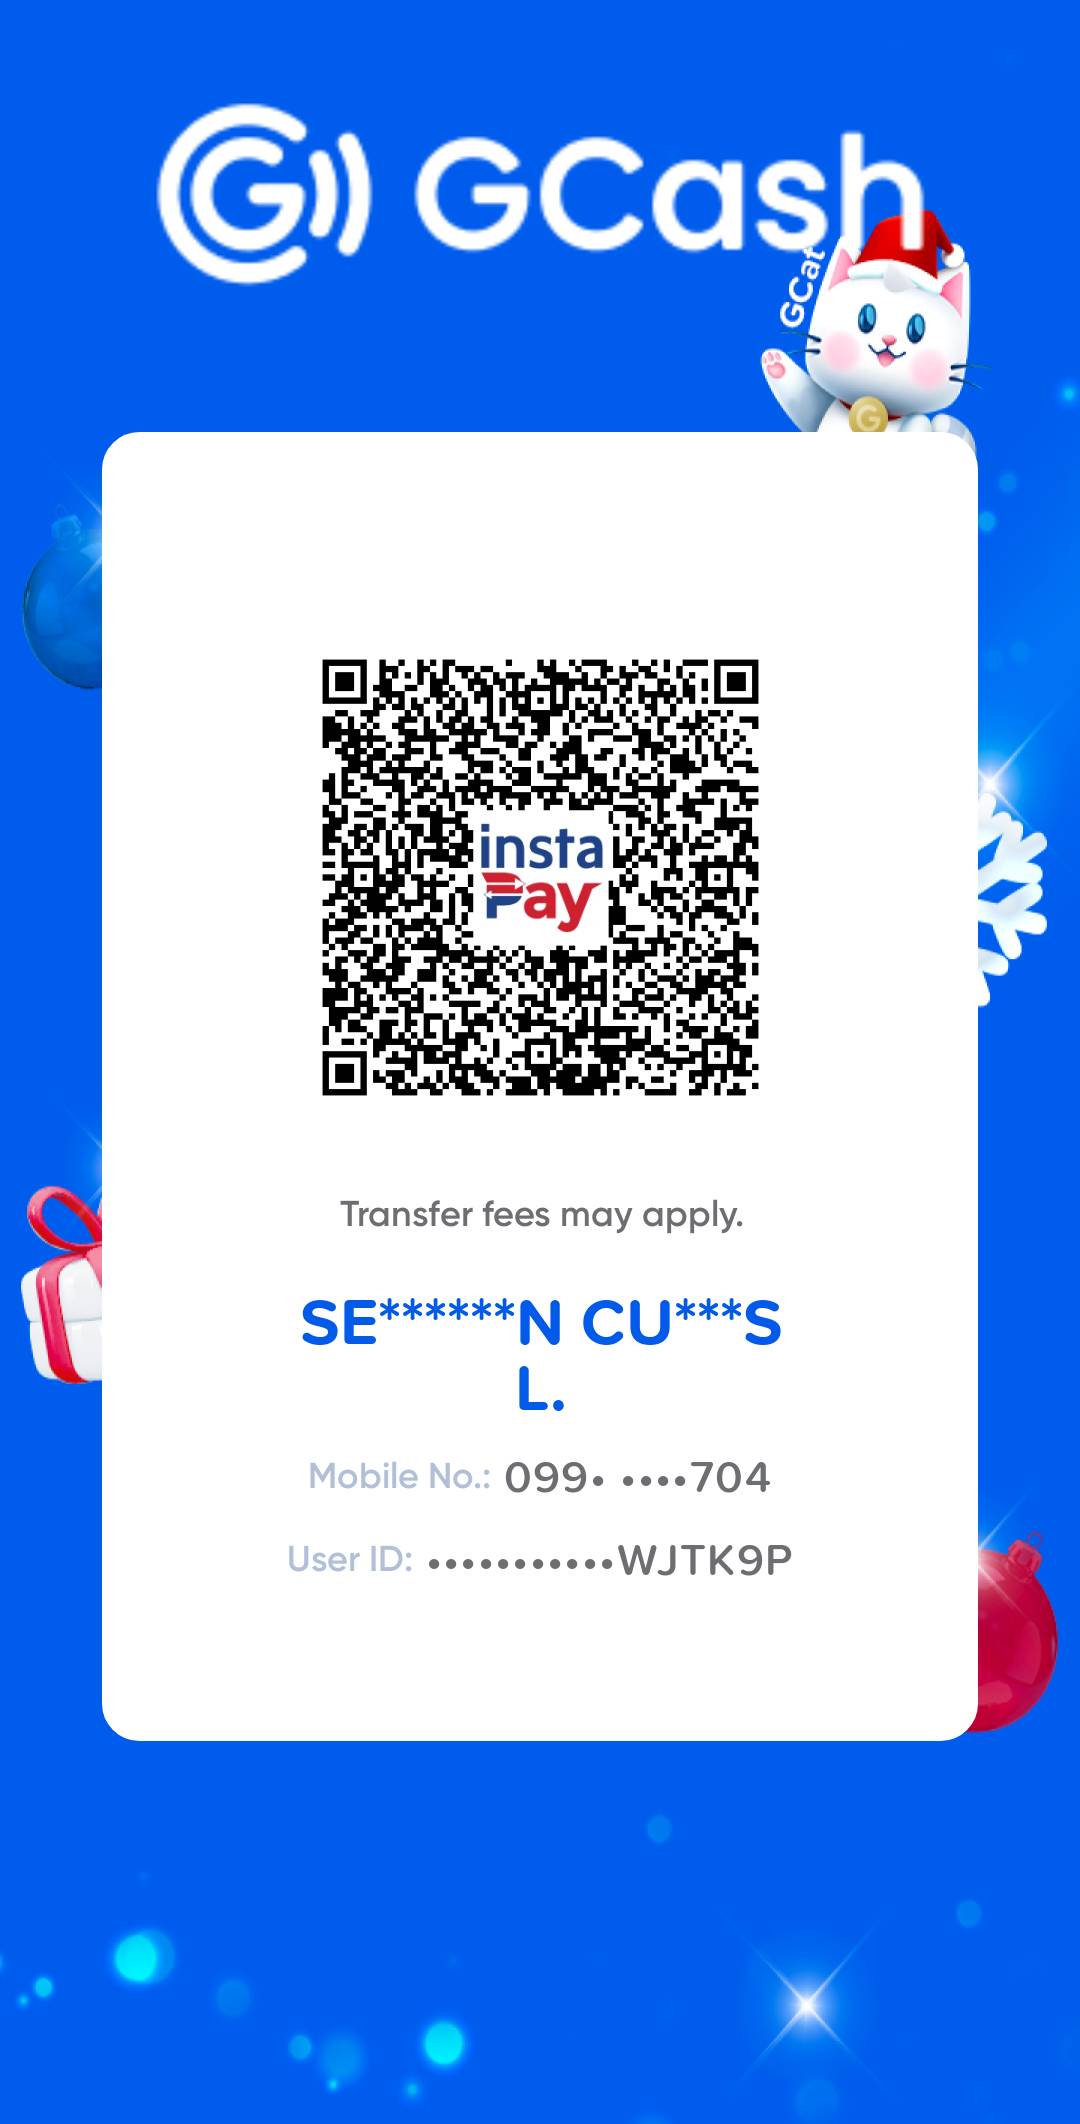 GCash
GCat
insta
Pay
Transfer fees may apply.
SE******N CU***S
L.
Mobile No.: 099• ••••704
User ID: •••••••••••WJTK9P